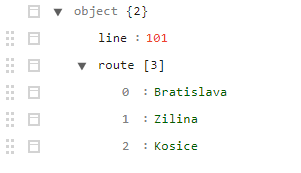 object {2}
line : 101
route [3]
0 : Bratislava
1 : Zilina
2 : Kosice